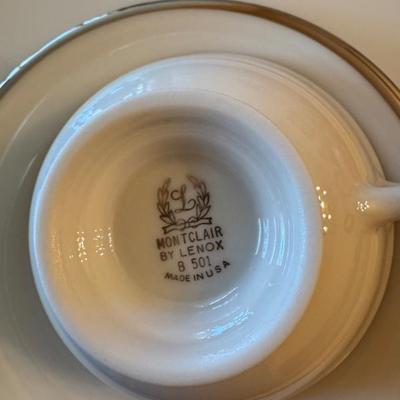 L
MONTCLAIR
BY LENOX
B 501
MADE IN USA